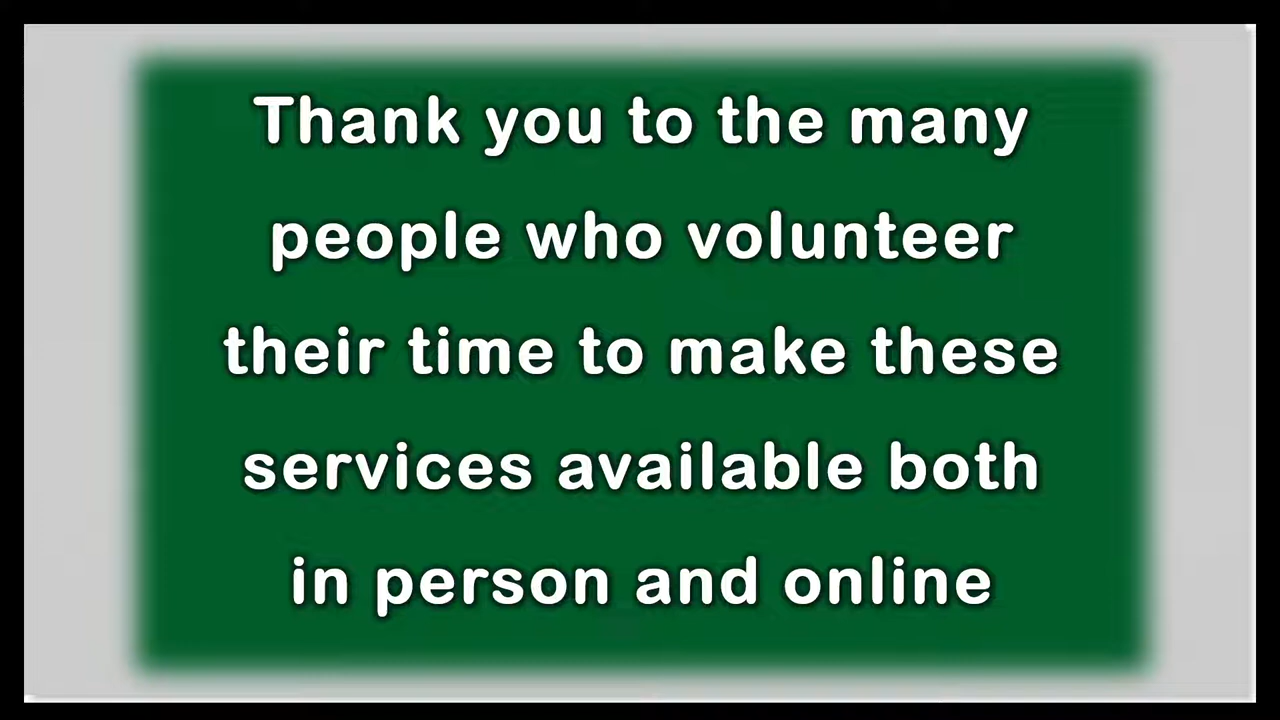 Thank you to the many
people who volunteer
their time to make these
services available both
in person and online